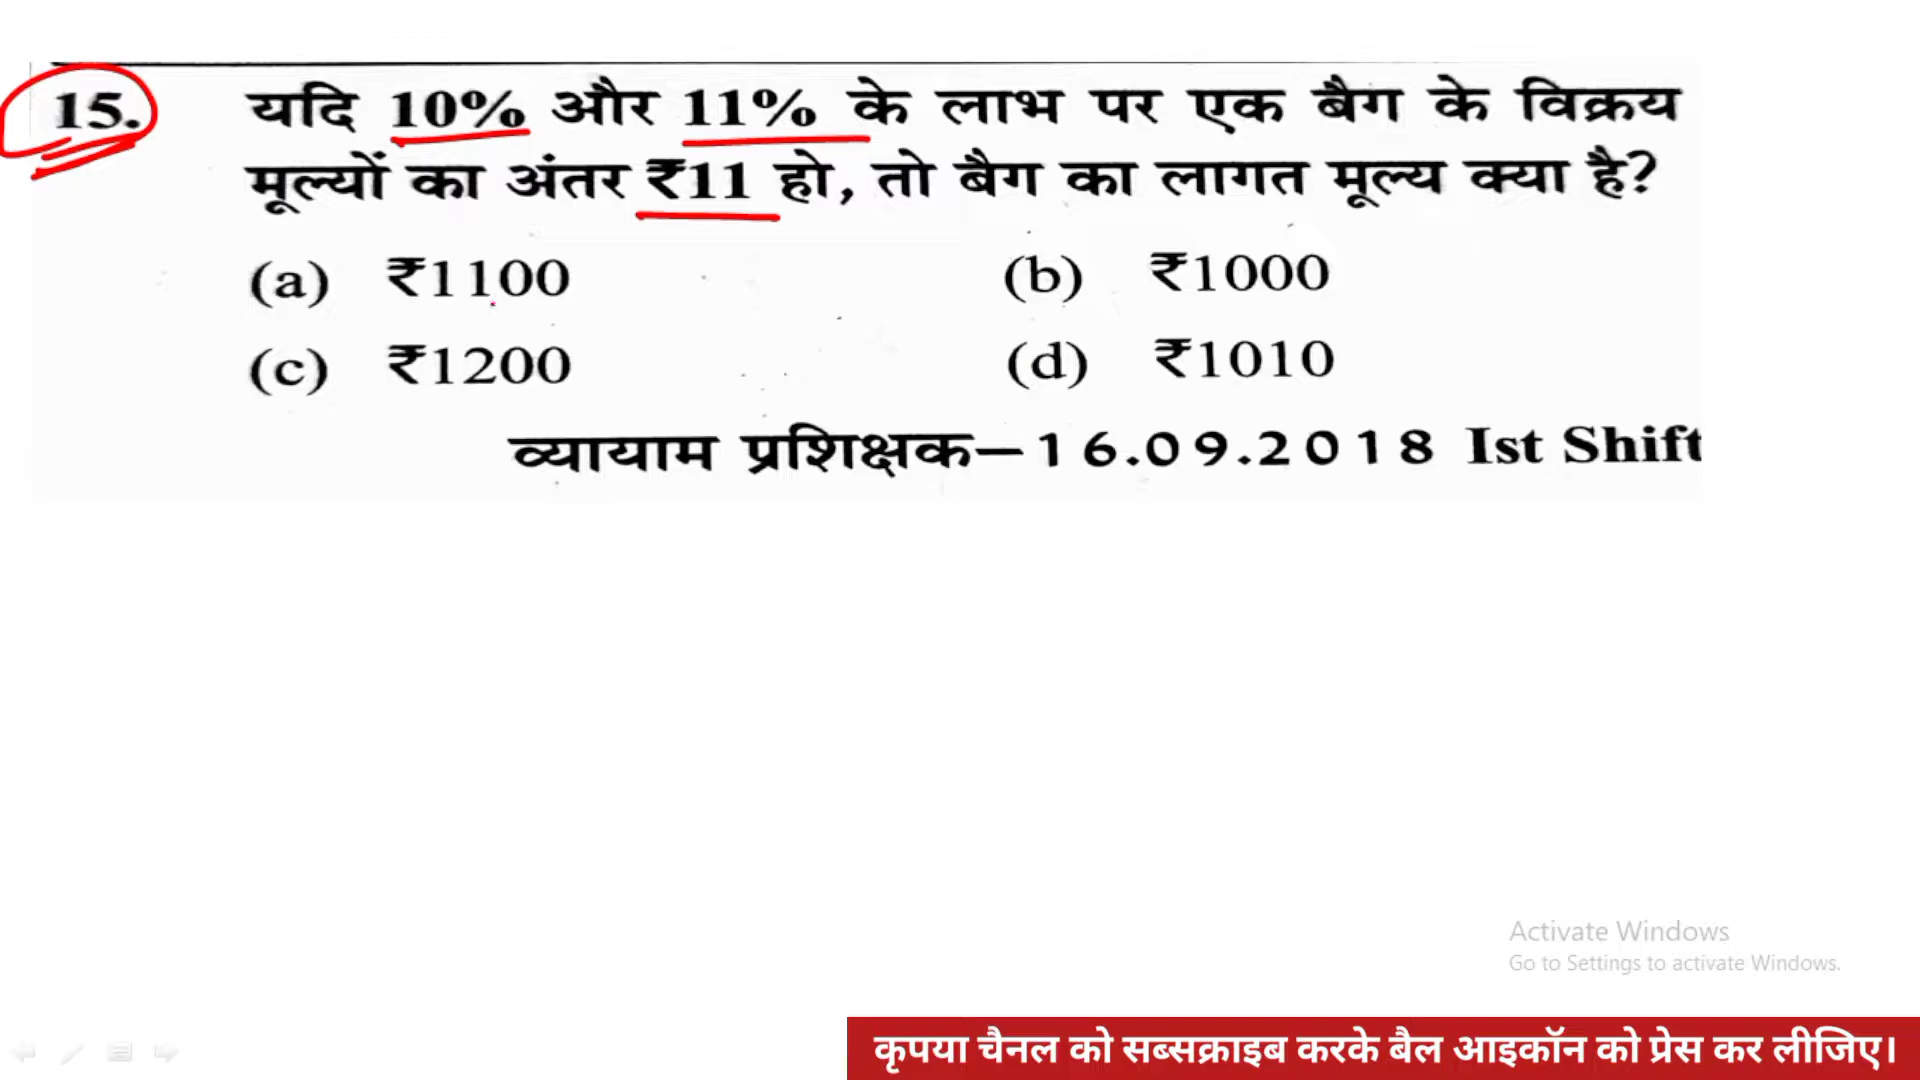 15. यदि 10% और 11% के लाभ पर एक बैग के विक्रय
मूल्यों का अंतर ₹11 हो, तो बैग का लागत मूल्य क्या है?
(a) ₹1100 (b) ₹1000
(c) ₹1200 (d) ₹1010
व्यायाम प्रशिक्षक–16.09.2018 Ist Shift
Activate Windows
Go to Settings to activate Windows.
कृपया चैनल को सब्सक्राइब करके बैल आइकॉन को प्रेस कर लीजिए।